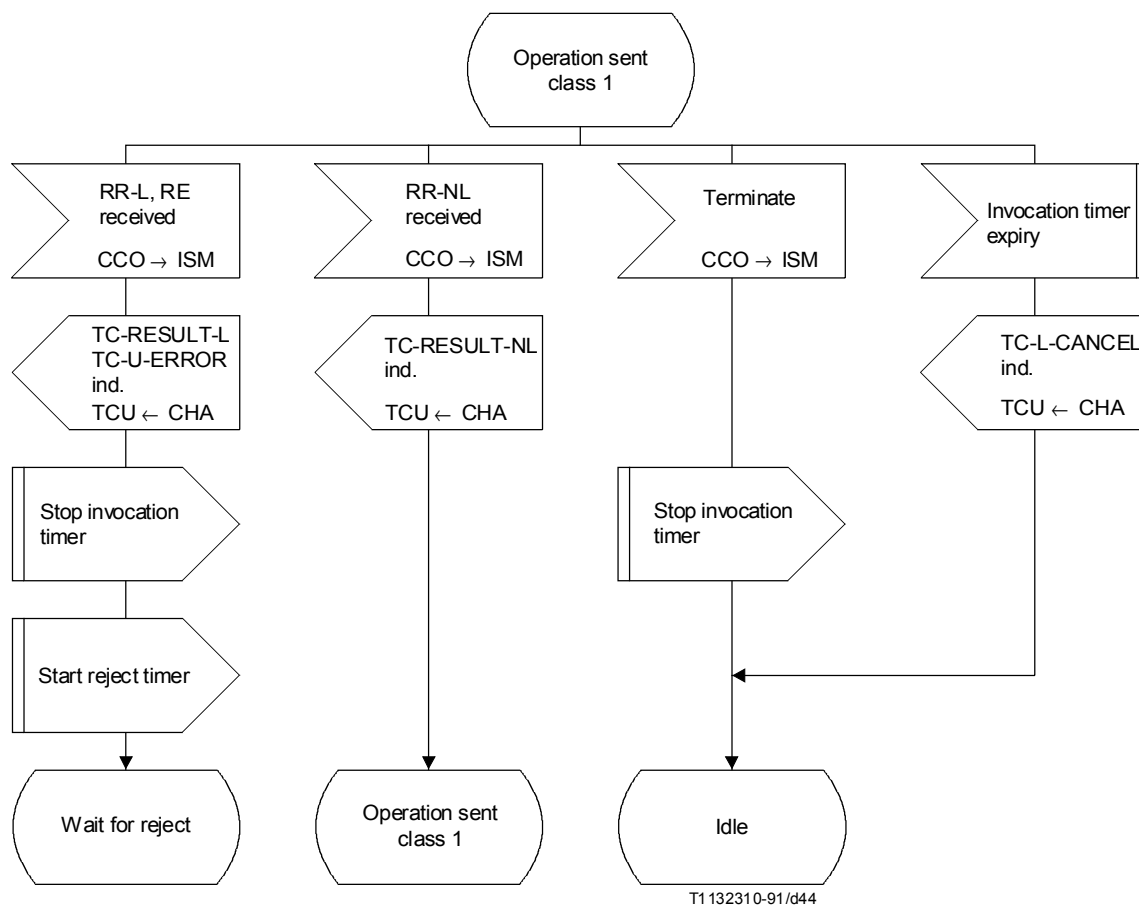 Operation sent
class 1
RR-L, RE
received
CCO → ISM
RR-NL
received
CCO → ISM
Terminate
CCO → ISM
Invocation timer
expiry
TC-RESULT-L
TC-U-ERROR
ind.
TCU ← CHA
TC-RESULT-NL
ind.
TCU ← CHA
TC-L-CANCEL
ind.
TCU ← CHA
Stop invocation
timer
Stop invocation
timer
Start reject timer
Wait for reject
Operation sent
class 1
Idle
T1132310-91/d44